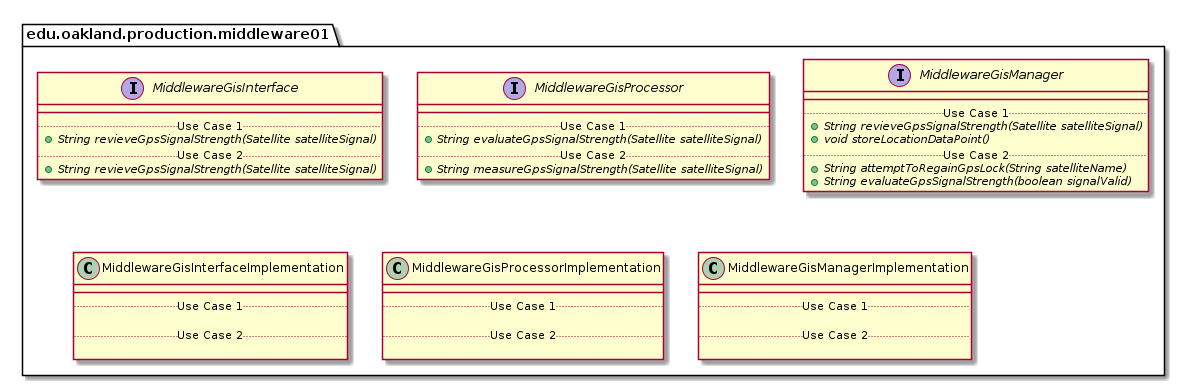 edu.oakland.production.middleware01
I MiddlewareGisInterface
Use Case 1
String revieveGpsSignalStrength(Satellite satelliteSignal)
Use Case 2
String revieveGpsSignalStrength(Satellite satelliteSignal)
I MiddlewareGisProcessor
Use Case 1
String evaluateGpsSignalStrength(Satellite satelliteSignal)
Use Case 2
String measureGpsSignalStrength(Satellite satelliteSignal)
I MiddlewareGisManager
Use Case 1
String revieveGpsSignalStrength(Satellite satelliteSignal)
void storeLocationDataPoint()
Use Case 2
String attemptToRegainGpsLock(String satelliteName)
String evaluateGpsSignalStrength(boolean signalValid)
C MiddlewareGisInterfaceImplementation
Use Case 1
Use Case 2
C MiddlewareGisProcessorImplementation
Use Case 1
Use Case 2
C MiddlewareGisManagerImplementation
Use Case 1
Use Case 2